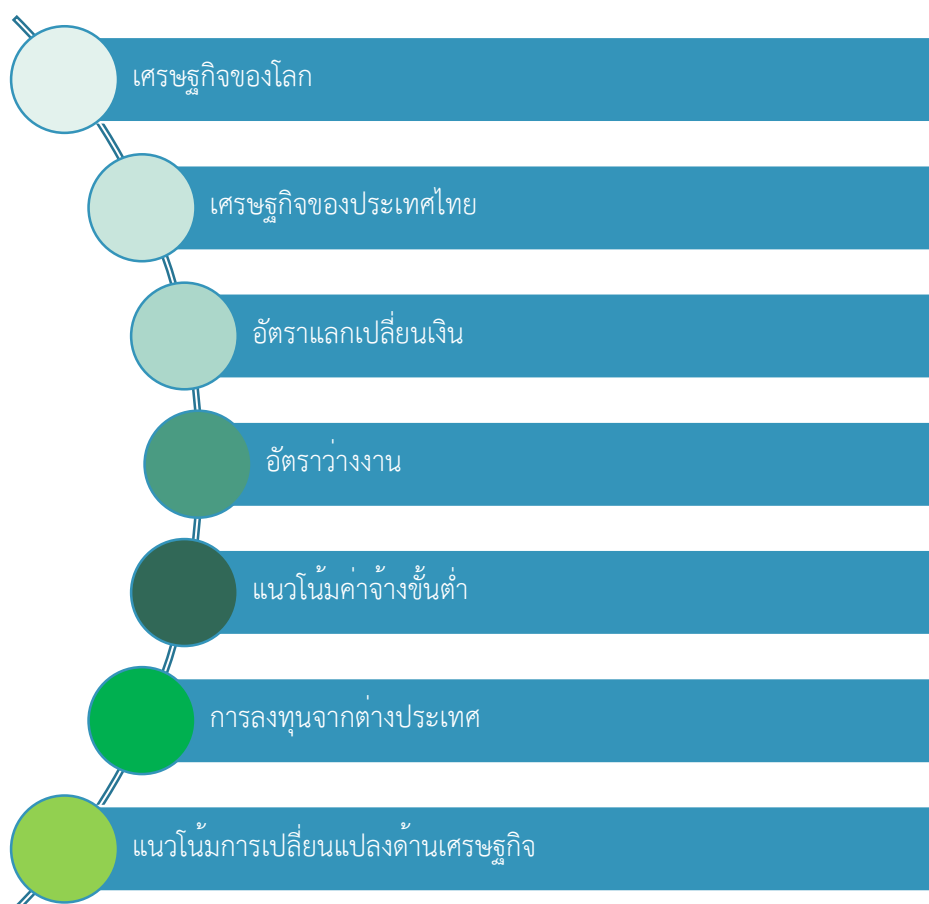 เศรษฐกิจของโลก
เศรษฐกิจของประเทศไทย
อัตราแลกเปลี่ยนเงิน
อัตราว่างงาน
แนวโน้มค่าจ้างขั้นต่ำ
การลงทุนจากต่างประเทศ
แนวโน้มการเปลี่ยนแปลงด้านเศรษฐกิจ